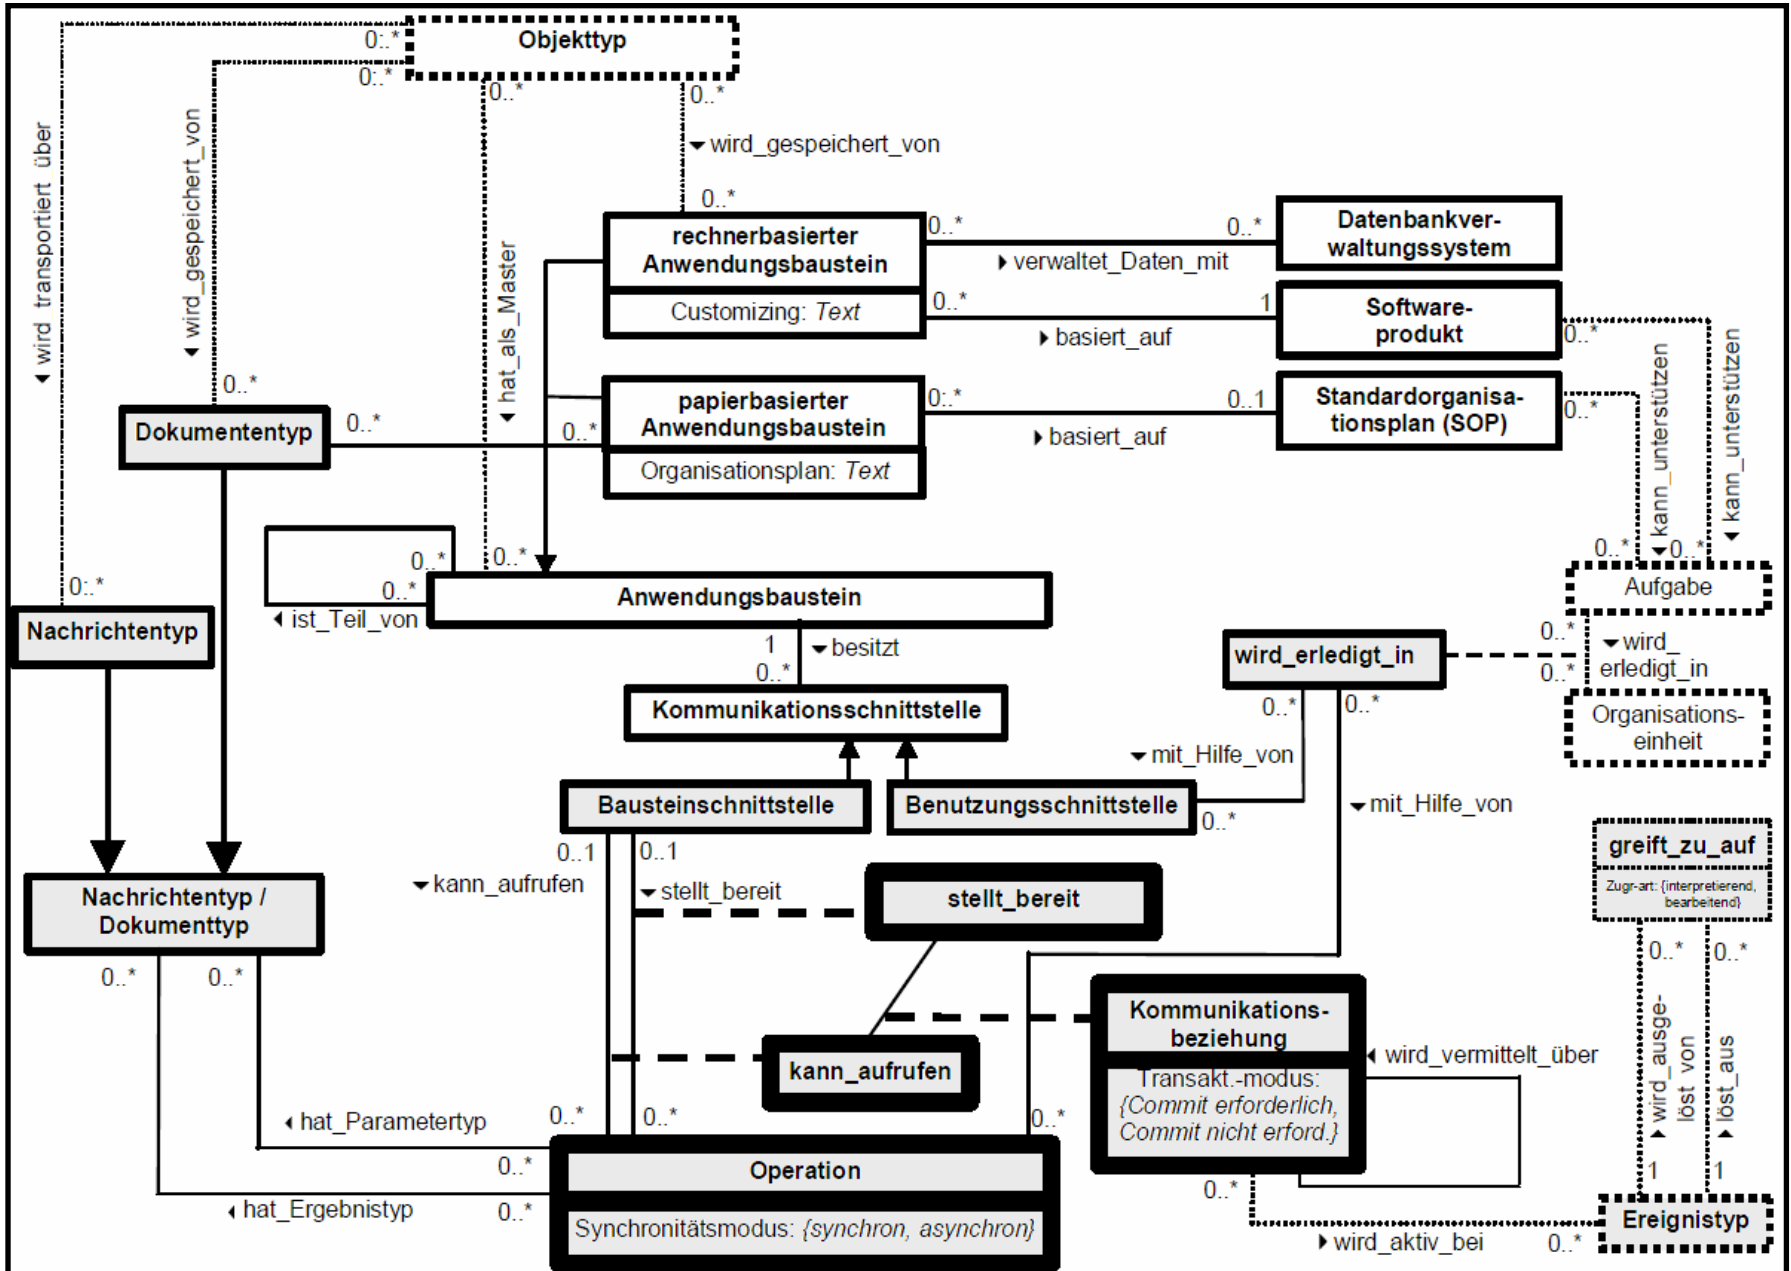 Objekttyp
0:.*
0:.*
0..*
0..*
wird transportiert über
wird_gespeichert_von
hat_als_Master
wird_gespeichert_von
0..*
rechnerbasierter
Anwendungsbaustein
Customizing: Text
0..*
0..*
verwaltet_Daten_mit
Datenbankver-
waltungssystem
0..*
1
basiert_auf
Software-
produkt
0..*
papierbasierter
Anwendungsbaustein
Organisationsplan: Text
0:.*
0..1
basiert_auf
Standardorganisa-
tionsplan (SOP)
0..*
kann_unterstützen
kann_unterstützen
0..*
Dokumententyp
0..*
0..*
0..*
0..*
0..*
ist_Teil_von
0..*
Anwendungsbaustein
0..*
0..*
Aufgabe
0:.*
Nachrichtentyp
1
besitzt
0..*
wird_erledigt_in
0..*
0..*
wird_
erledigt_in
Kommunikationsschnittstelle
0..*
0..*
Organisations-
einheit
mit_Hilfe_von
Bausteinschnittstelle
Benutzungsschnittstelle
0..*
mit_Hilfe_von
0..1
0..1
kann_aufrufen
stellt_bereit
stellt_bereit
greift_zu_auf
Zugr-art: {interpretierend,
bearbeitend}
Nachrichtentyp /
Dokumenttyp
0..*
0..*
0..*
0..*
Kommunikations-
beziehung
Transakt.-modus:
{Commit erforderlich,
Commit nicht erford.}
wird_vermittelt_über
wird_ausge-
löst_von
löst_aus
kann_aufrufen
hat_Parametertyp
0..*
0..*
0..*
0..*
Operation
Synchronitätsmodus: {synchron, asynchron}
hat_Ergebnistyp
0..*
0..*
1
1
wird_aktiv_bei
0..*
Ereignistyp